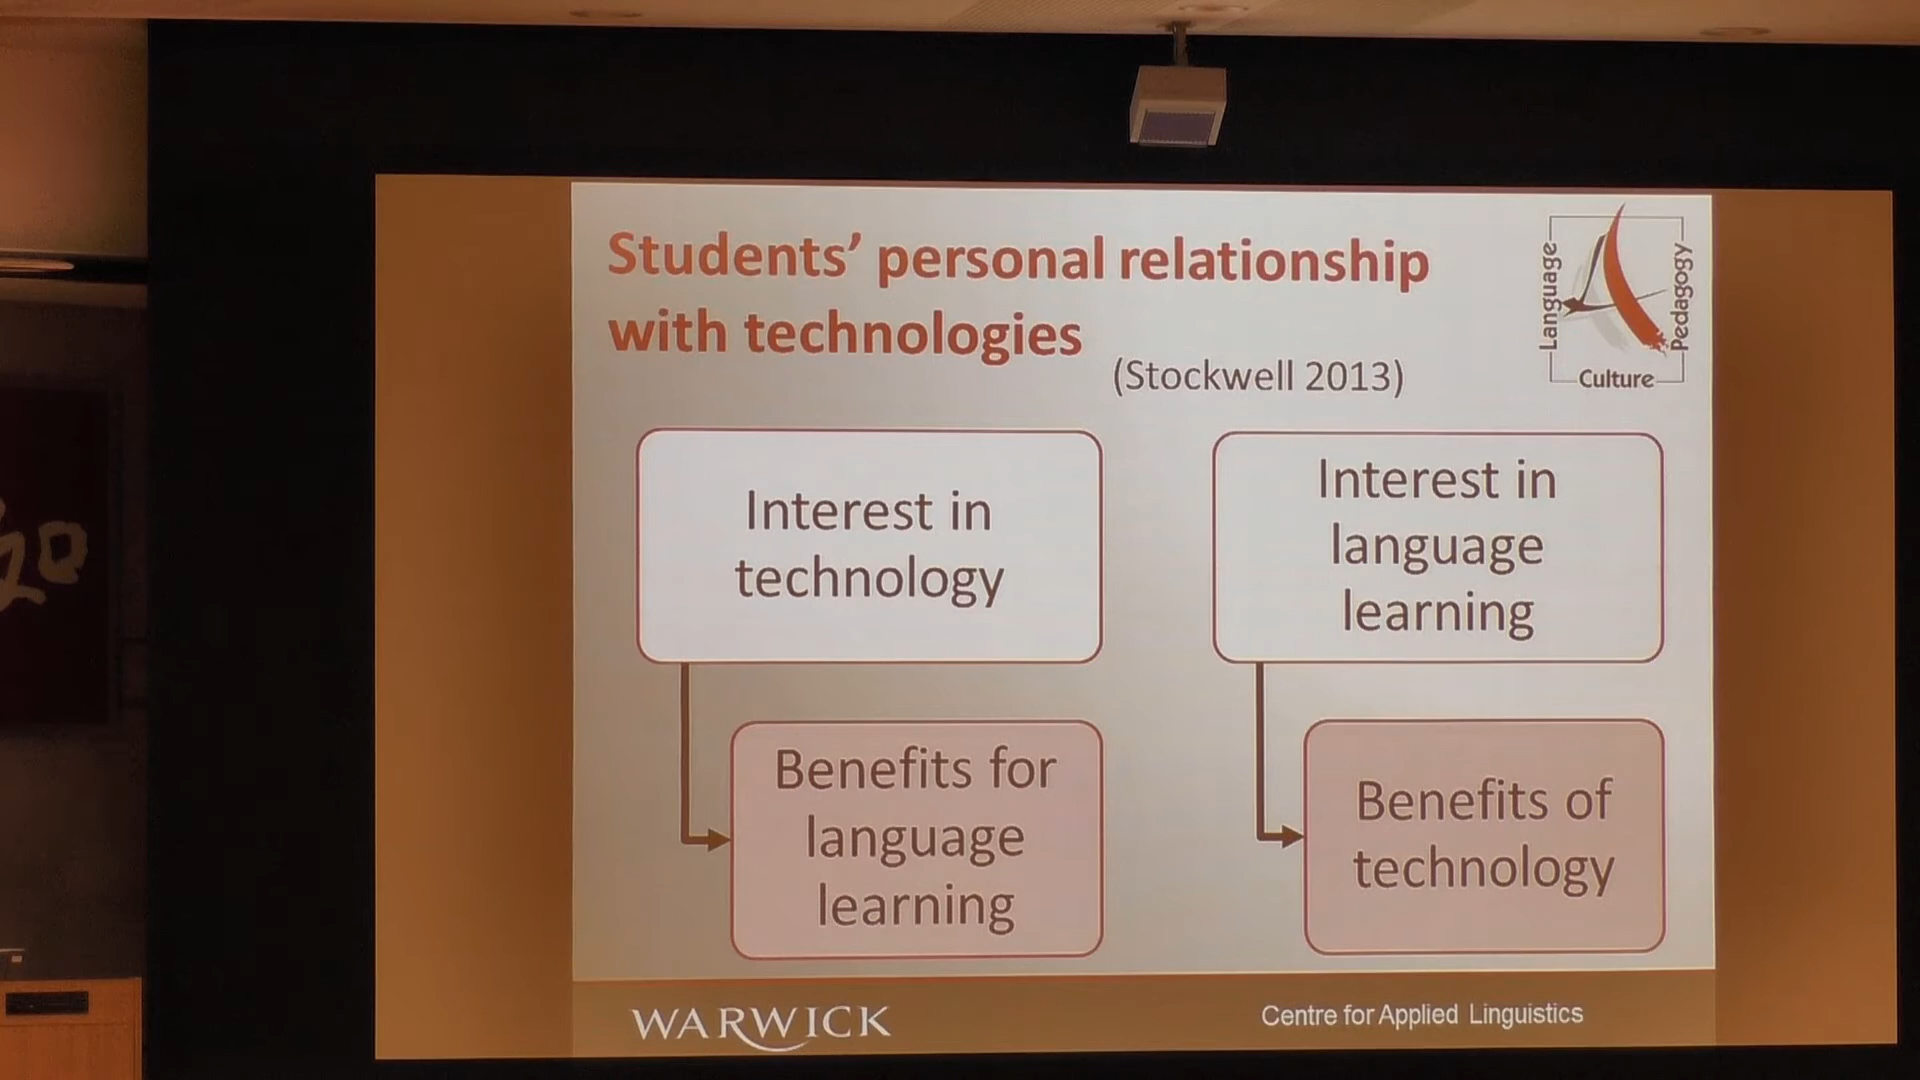 Students’ personal relationship
with technologies
(Stockwell 2013)
Language
Pedagogy
Culture
Interest in
technology
Interest in
language
learning
Benefits for
language
learning
Benefits of
technology
WARWICK
Centre for Applied Linguistics